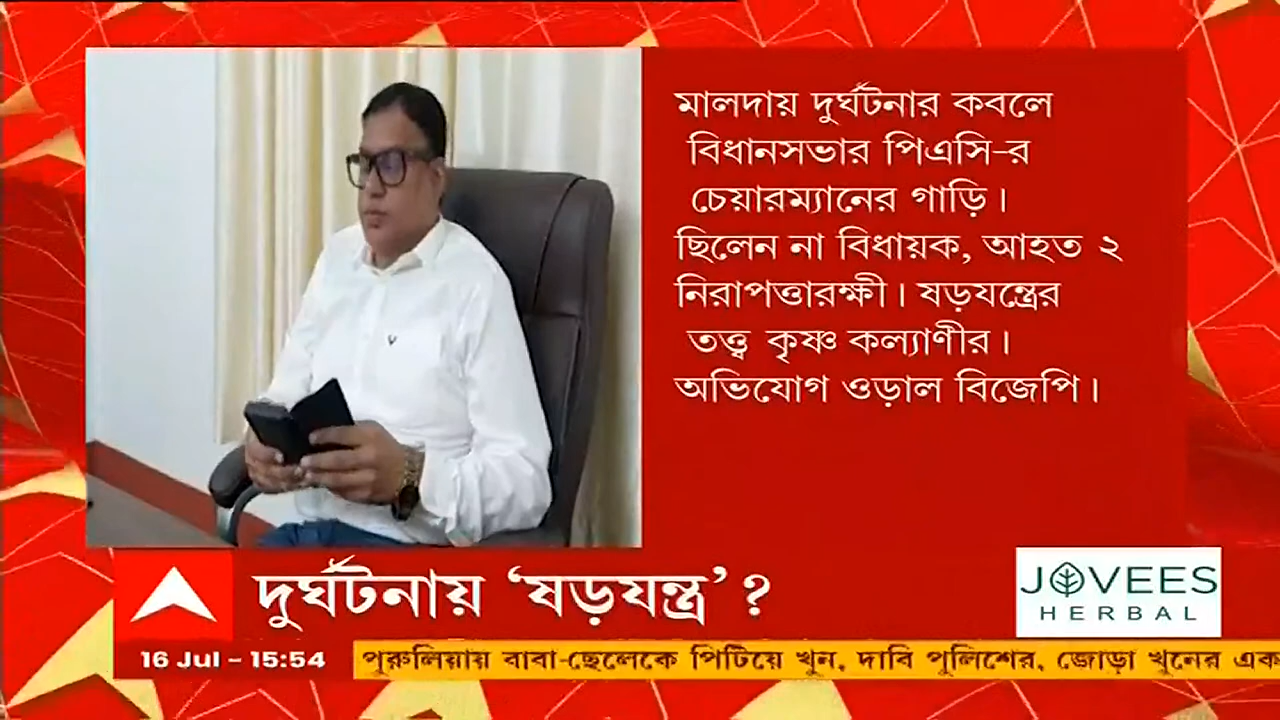 মালদায় দুর্ঘটনার কবলে
বিধানসভার পিএসি-র
চেয়ারম্যানের গাড়ি।
ছিলেন না বিধায়ক, আহত ২
নিরাপত্তারক্ষী। ষড়যন্ত্রের
তত্ত্ব কৃষ্ণ কল্যাণীর।
অভিযোগ ওড়াল বিজেপি।
দুর্ঘটনায় ‘ষড়যন্ত্র’?
JOVEES
HERBAL
16 Jul - 15:54
পুরুলিয়ায় বাবা-ছেলেকে পিটিয়ে খুন, দাবি পুলিশের, জোড়া খুনের এক